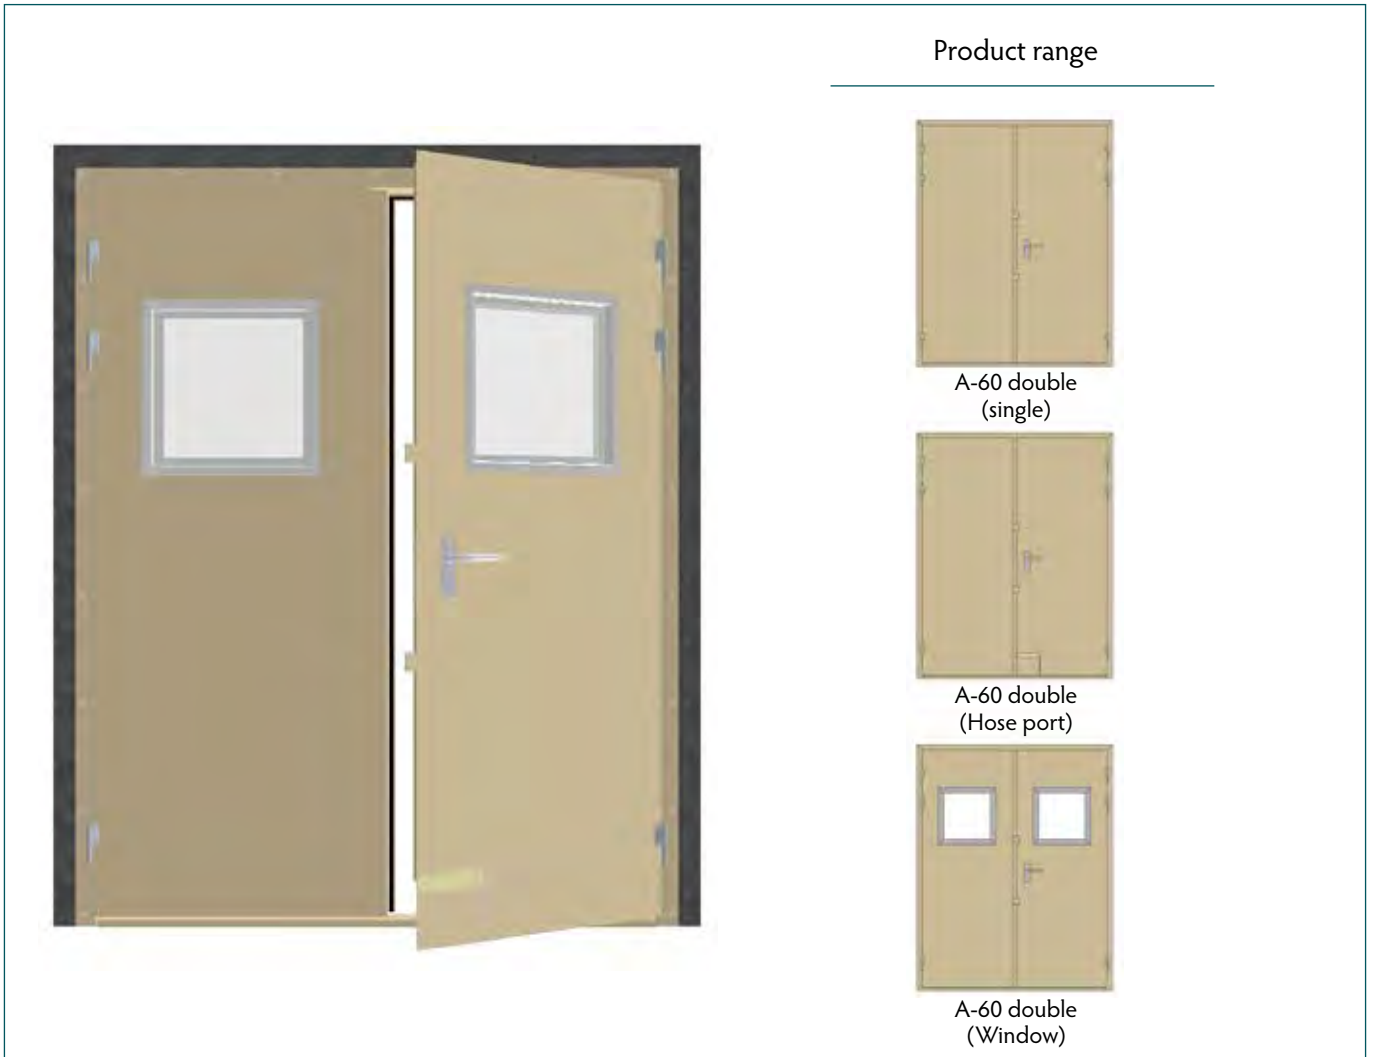 Product range
A-60 double
(single)
A-60 double
(Hose port)
A-60 double
(Window)